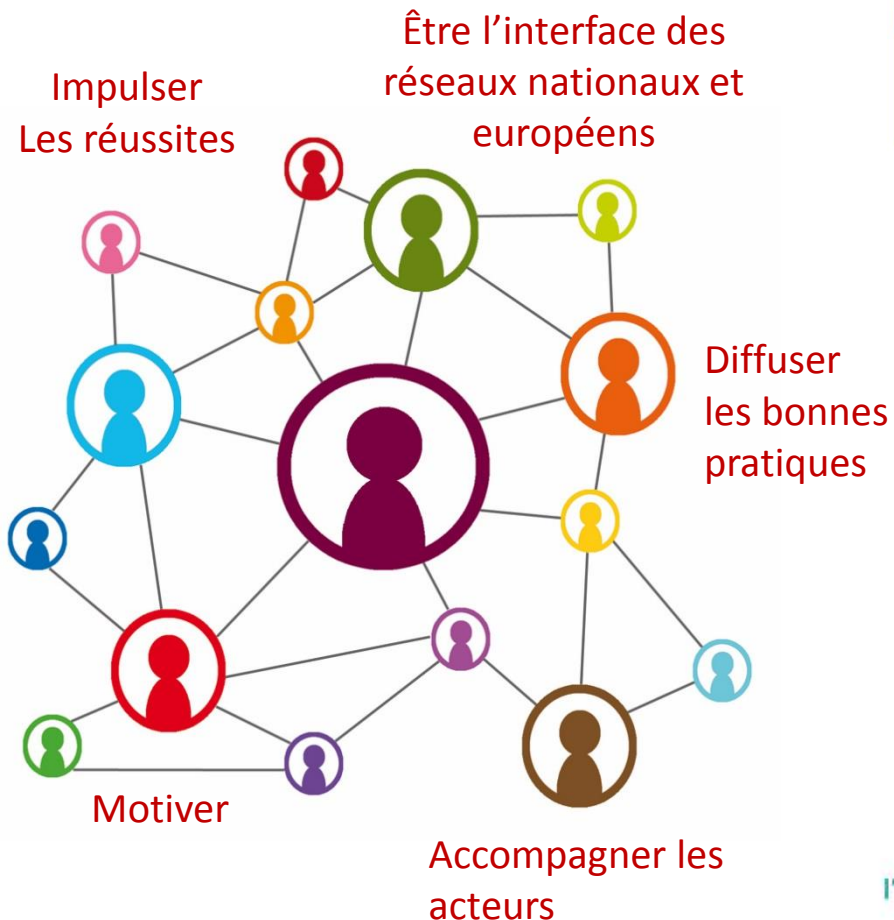 Être l’interface des
réseaux nationaux et
européens
Impulser
Les réussites
Diffuser
les bonnes
pratiques
Motiver
Accompagner les
acteurs